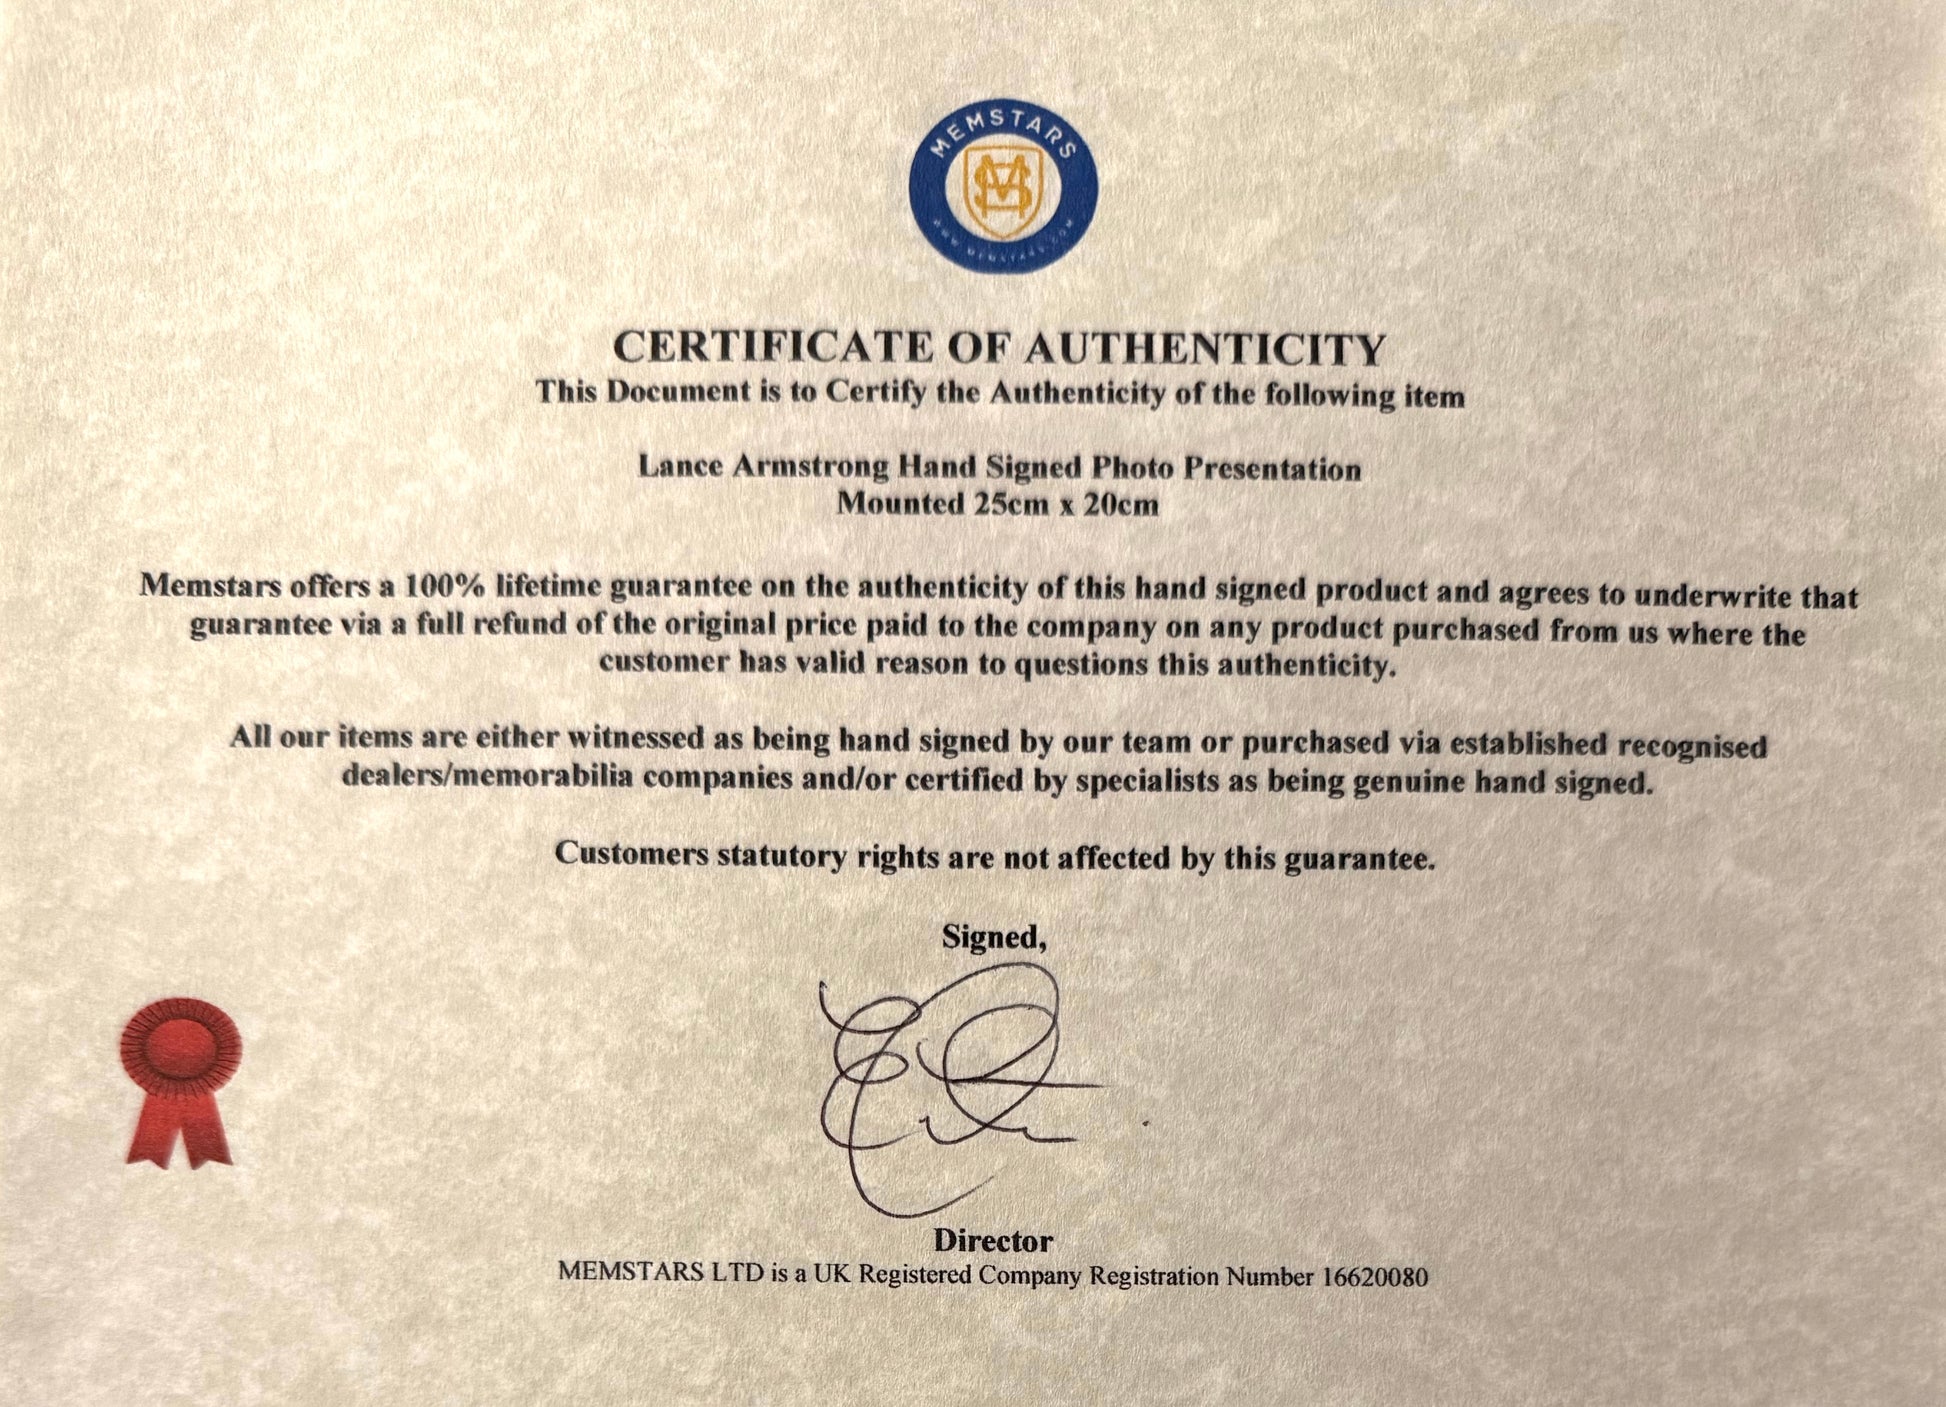 MEMSTARS
MS
WWW.MEMSTARS.COM
CERTIFICATE OF AUTHENTICITY
This Document is to Certify the Authenticity of the following item
Lance Armstrong Hand Signed Photo Presentation
Mounted 25cm x 20cm
Memstars offers a 100% lifetime guarantee on the authenticity of this hand signed product and agrees to underwrite that
guarantee via a full refund of the original price paid to the company on any product purchased from us where the
customer has valid reason to questions this authenticity.
All our items are either witnessed as being hand signed by our team or purchased via established recognised
dealers/memorabilia companies and/or certified by specialists as being genuine hand signed.
Customers statutory rights are not affected by this guarantee.
Signed,
Director
MEMSTARS LTD is a UK Registered Company Registration Number 16620080